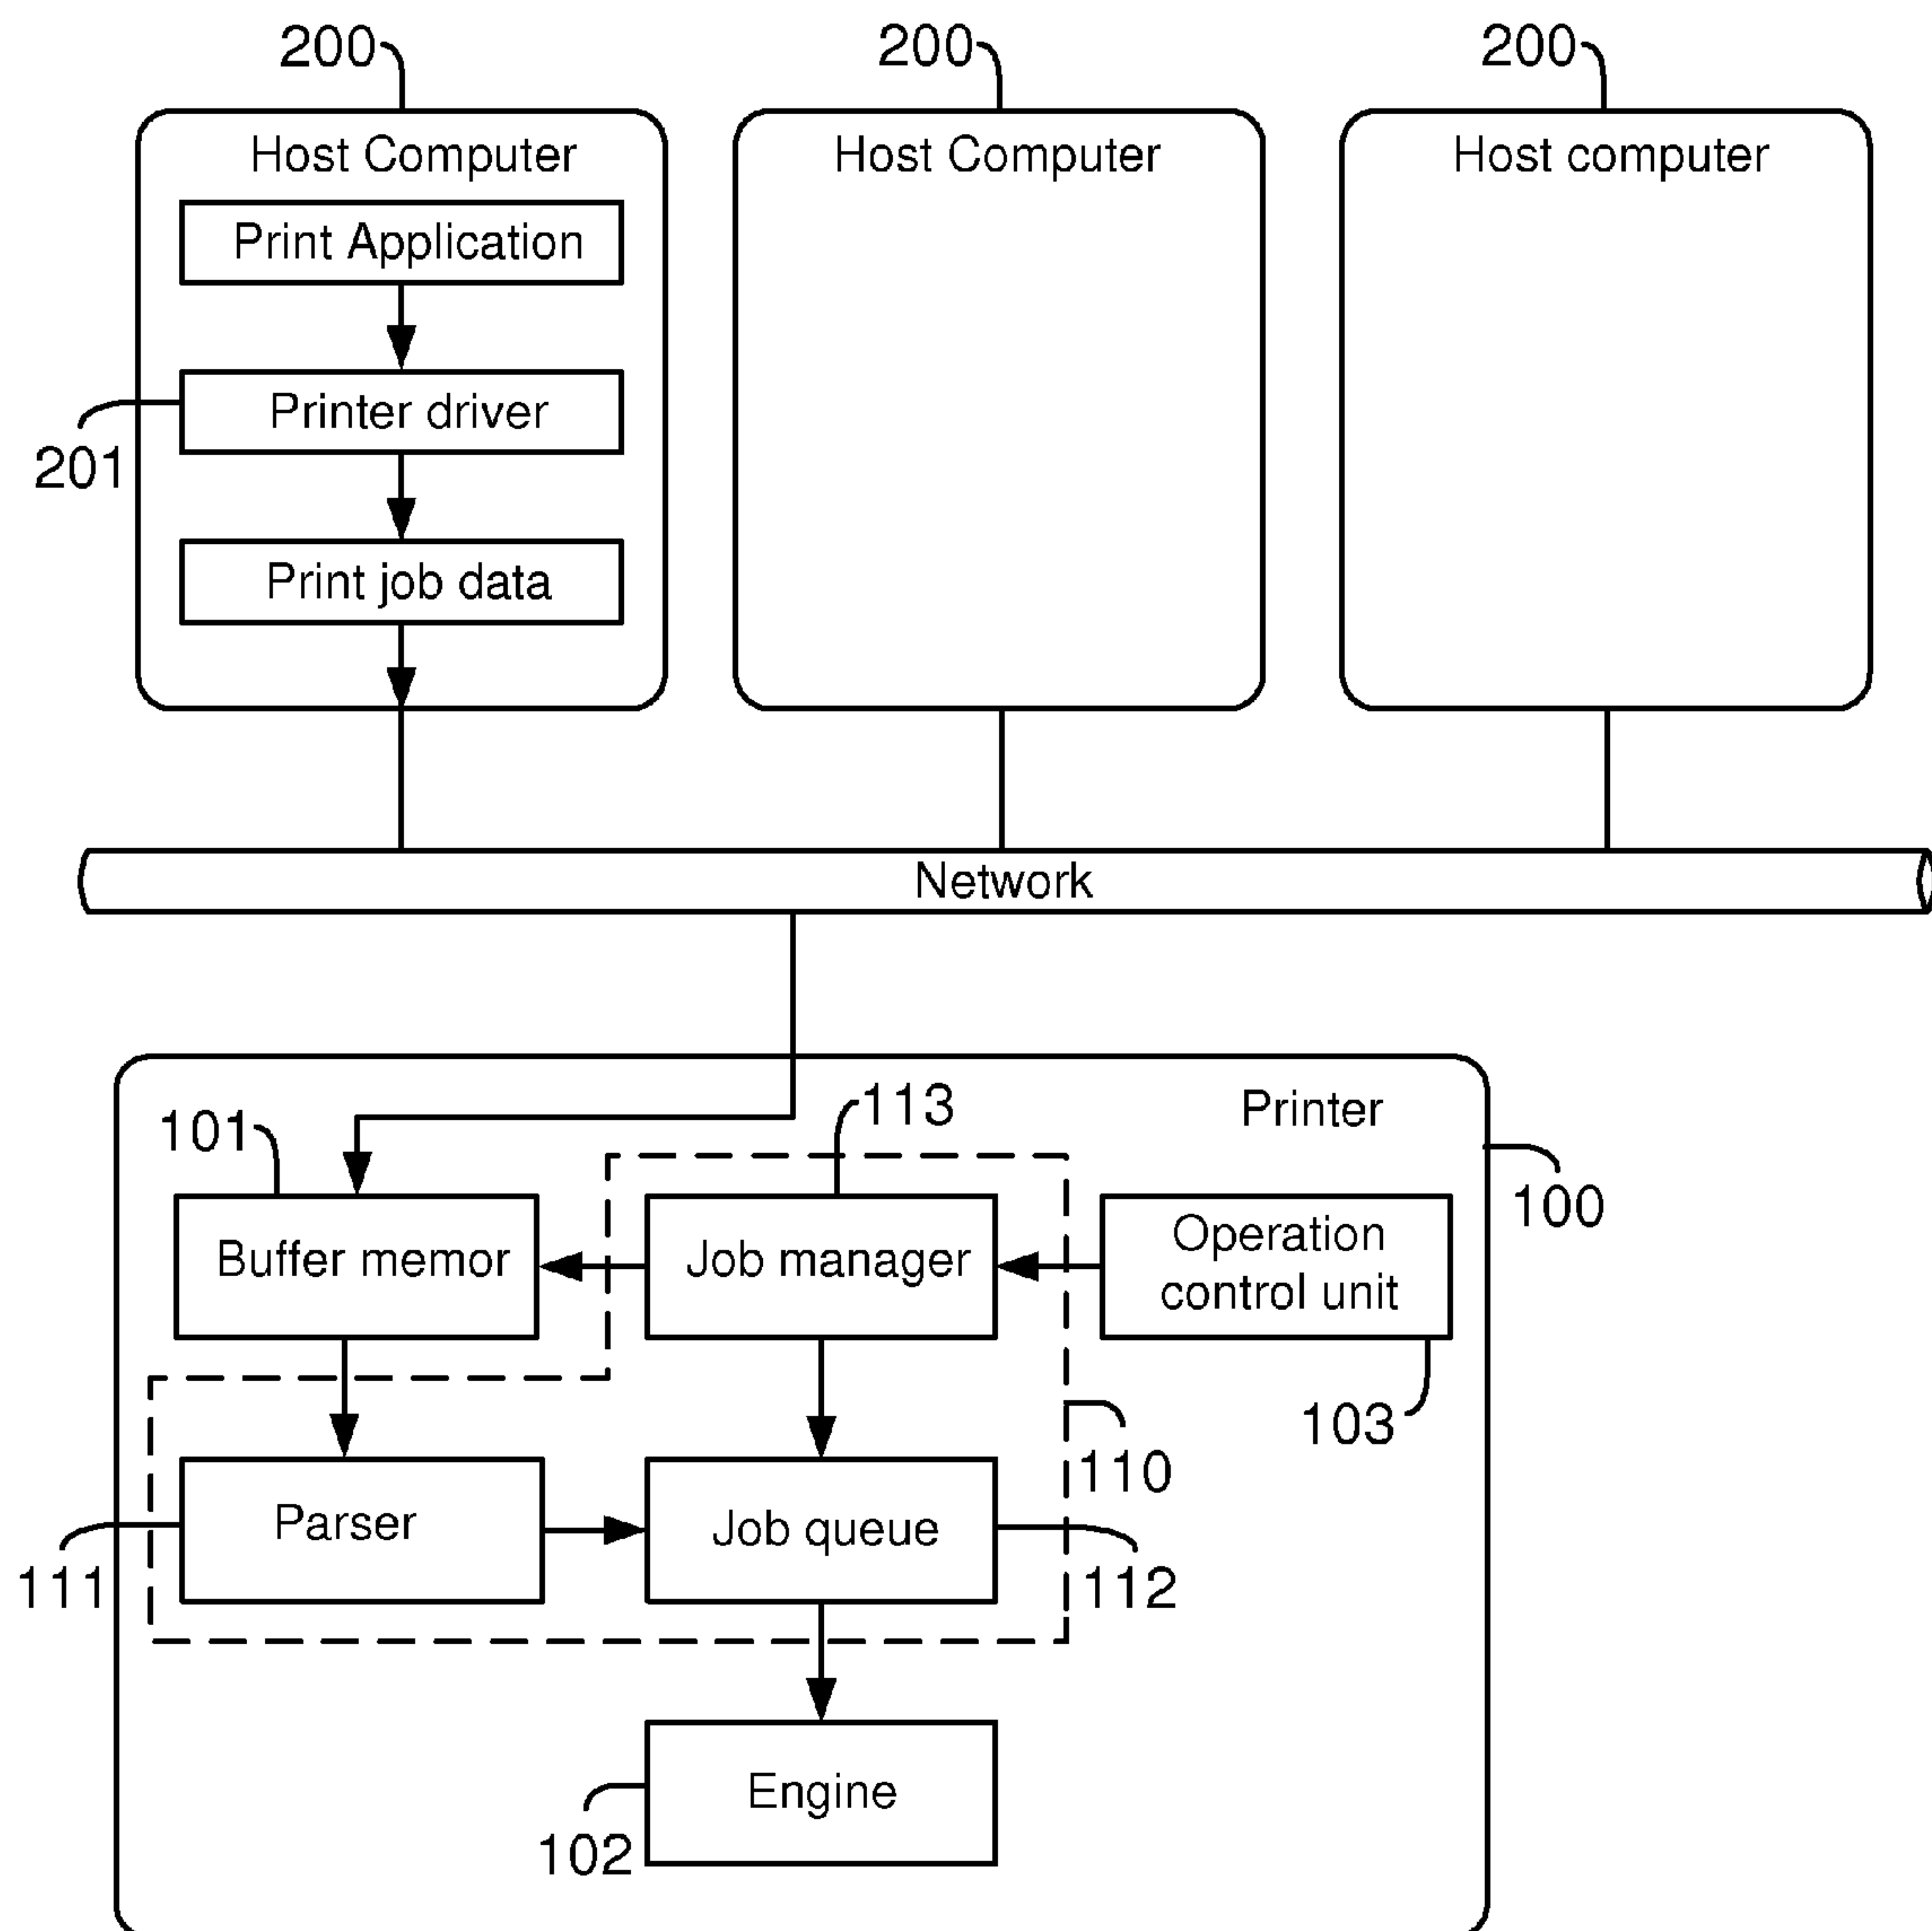 200
200
200
Host Computer
Host Computer
Host computer
Print Application
Printer driver
201
Print job data
Network
Printer
101
113
100
Buffer memor
Job manager
Operation
control unit
103
110
Parser
Job queue
111
112
Engine
102